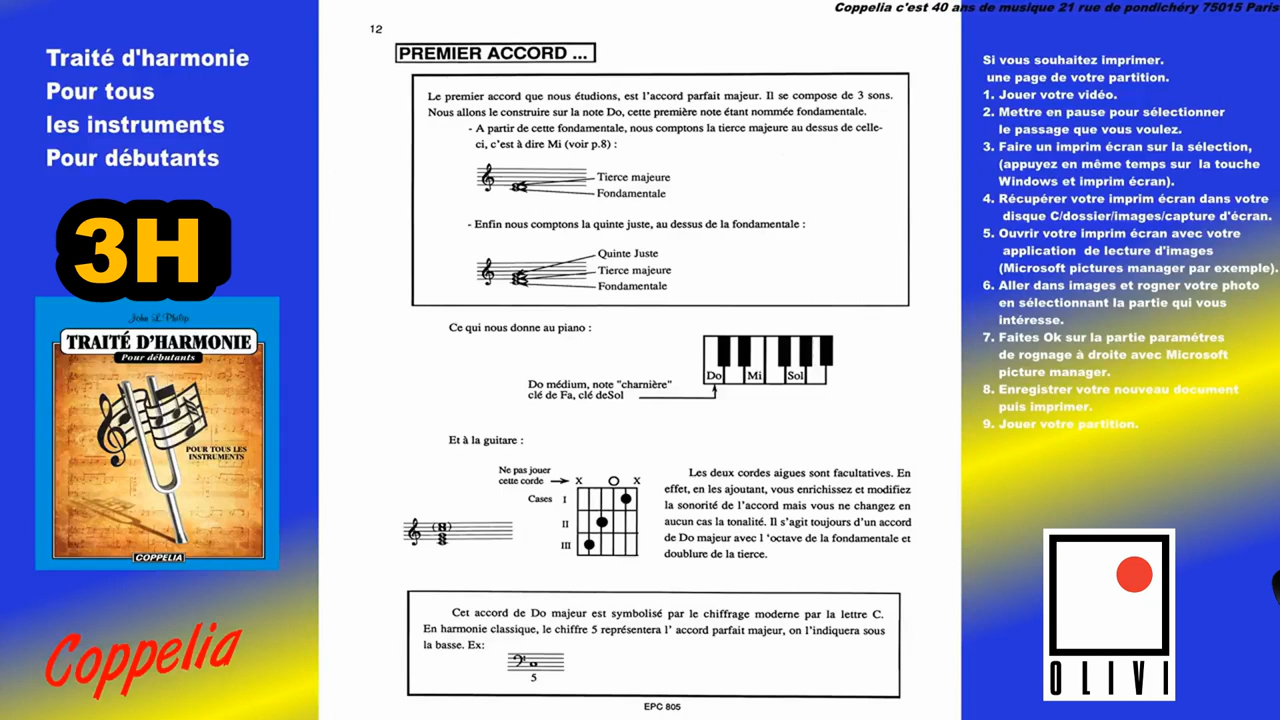 Coppelia c'est 40 ans de musique 21 rue de pondichéry 75015 Paris
Traité d'harmonie
Pour tous
les instruments
Pour débutants
3H
John L. Philip
TRAITÉ D'HARMONIE
Pour débutants
POUR TOUS LES
INSTRUMENTS
COPPELIA
Coppelia
12
PREMIER ACCORD ...
Le premier accord que nous étudions, est l'accord parfait majeur. Il se compose de 3 sons.
Nous allons le construire sur la note Do, cette première note étant nommée fondamentale.
- A partir de cette fondamentale, nous comptons la tierce majeure au dessus de celle-
ci, c'est à dire Mi (voir p.8) :
Tierce majeure
Fondamentale
- Enfin nous comptons la quinte juste, au dessus de la fondamentale :
Quinte Juste
Tierce majeure
Fondamentale
Ce qui nous donne au piano :
Do Mi Sol
Do médium, note "charnière"
clé de Fa, clé deSol
Et à la guitare :
Ne pas jouer
cette corde
X O X
Cases I
II
III
Les deux cordes aigues sont facultatives. En
effet, en les ajoutant, vous enrichissez et modifiez
la sonorité de l'accord mais vous ne changez en
aucun cas la tonalité. Il s'agit toujours d'un accord
de Do majeur avec l 'octave de la fondamentale et
doublure de la tierce.
Cet accord de Do majeur est symbolisé par le chiffrage moderne par la lettre C.
En harmonie classique, le chiffre 5 représentera l' accord parfait majeur, on l'indiquera sous
la basse. Ex:
5
EPC 805
Si vous souhaitez imprimer.
une page de votre partition.
1. Jouer votre vidéo.
2. Mettre en pause pour sélectionner
le passage que vous voulez.
3. Faire un imprim écran sur la sélection,
(appuyez en même temps sur la touche
Windows et imprim écran).
4. Récupérer votre imprim écran dans votre
disque C/dossier/images/capture d'écran.
5. Ouvrir votre imprim écran avec votre
application de lecture d'images
(Microsoft pictures manager par exemple).
6. Aller dans images et rogner votre photo
en sélectionnant la partie qui vous
intéresse.
7. Faites Ok sur la partie paramétres
de rognage à droite avec Microsoft
picture manager.
8. Enregistrer votre nouveau document
puis imprimer.
9. Jouer votre partition.
OLIVI